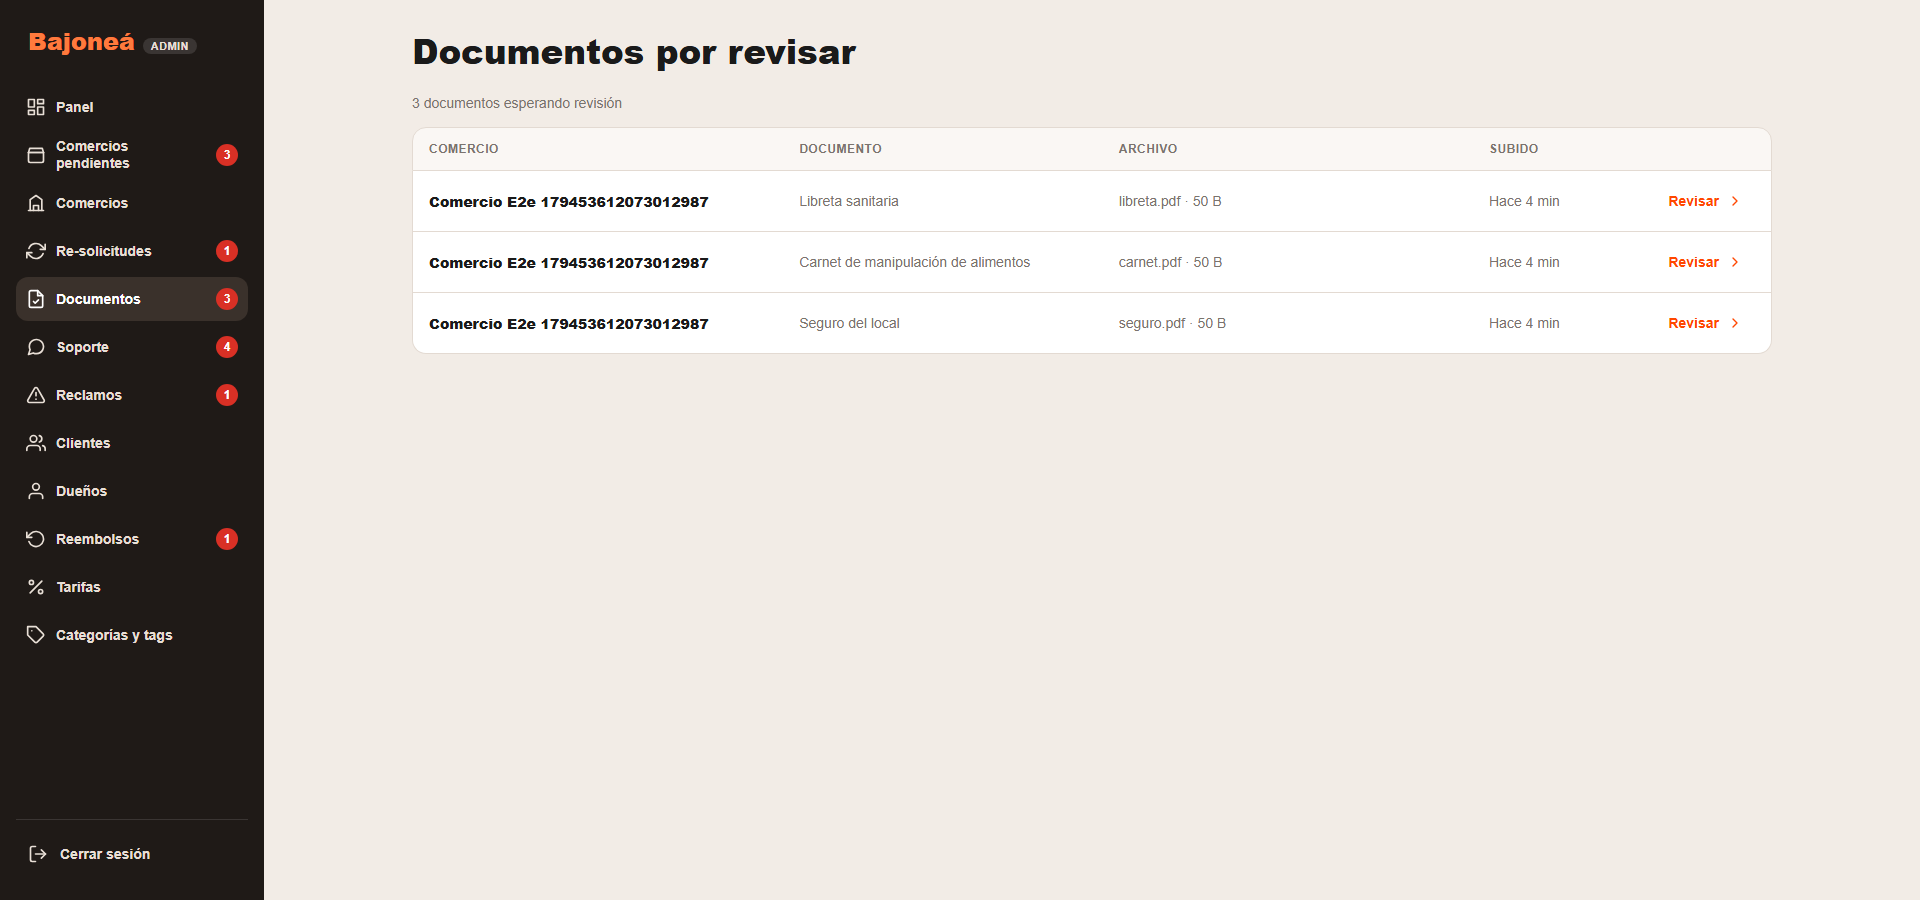 Bajoneá ADMIN
Panel
Comercios
pendientes 3
Comercios
Re-solicitudes 1
Documentos 3
Soporte 4
Reclamos 1
Clientes
Dueños
Reembolsos 1
Tarifas
Categorías y tags
Cerrar sesión
Documentos por revisar
3 documentos esperando revisión
COMERCIO DOCUMENTO ARCHIVO SUBIDO
Comercio E2e 179453612073012987 Libreta sanitaria libreta.pdf · 50 B Hace 4 min Revisar
Comercio E2e 179453612073012987 Carnet de manipulación de alimentos carnet.pdf · 50 B Hace 4 min Revisar
Comercio E2e 179453612073012987 Seguro del local seguro.pdf · 50 B Hace 4 min Revisar